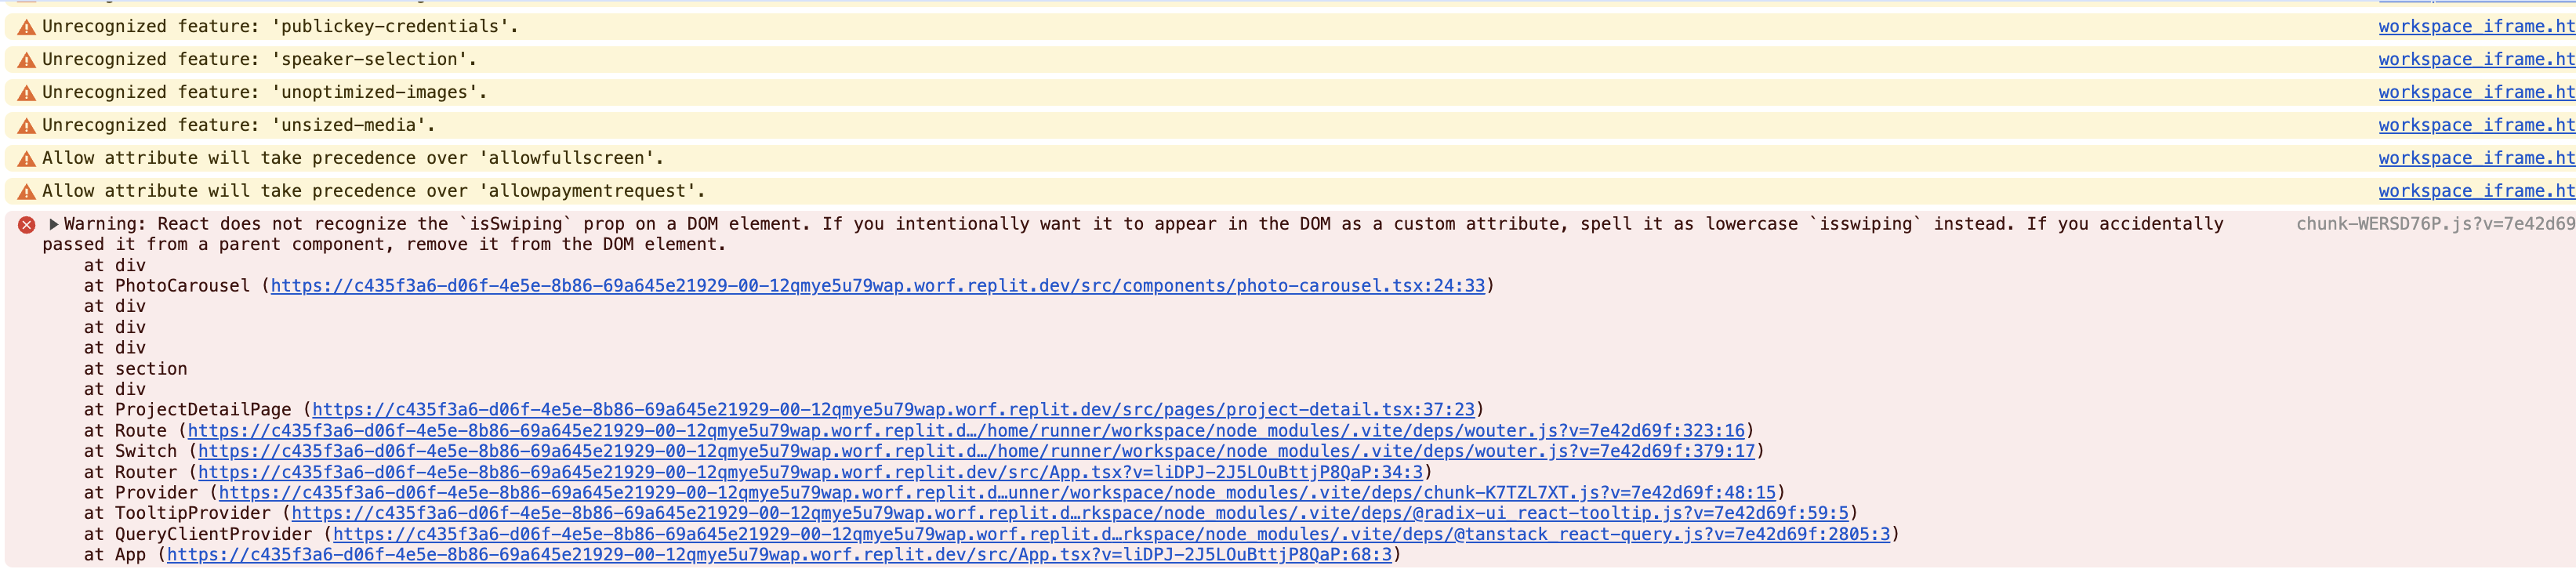 Unrecognized feature: 'publickey-credentials'. workspace_iframe.ht
Unrecognized feature: 'speaker-selection'. workspace_iframe.ht
Unrecognized feature: 'unoptimized-images'. workspace_iframe.ht
Unrecognized feature: 'unsized-media'. workspace_iframe.ht
Allow attribute will take precedence over 'allowfullscreen'. workspace_iframe.ht
Allow attribute will take precedence over 'allowpaymentrequest'. workspace_iframe.ht
Warning: React does not recognize the `isSwiping` prop on a DOM element. If you intentionally want it to appear in the DOM as a custom attribute, spell it as lowercase `isswiping` instead. If you accidentally chunk-WERSD76P.js?v=7e42d69
passed it from a parent component, remove it from the DOM element.
at div
at PhotoCarousel (https://c435f3a6-d06f-4e5e-8b86-69a645e21929-00-12qmye5u79wap.worf.replit.dev/src/components/photo-carousel.tsx:24:33)
at div
at div
at div
at section
at div
at ProjectDetailPage (https://c435f3a6-d06f-4e5e-8b86-69a645e21929-00-12qmye5u79wap.worf.replit.dev/src/pages/project-detail.tsx:37:23)
at Route (https://c435f3a6-d06f-4e5e-8b86-69a645e21929-00-12qmye5u79wap.worf.replit.d…/home/runner/workspace/node_modules/.vite/deps/wouter.js?v=7e42d69f:323:16)
at Switch (https://c435f3a6-d06f-4e5e-8b86-69a645e21929-00-12qmye5u79wap.worf.replit.d…/home/runner/workspace/node_modules/.vite/deps/wouter.js?v=7e42d69f:379:17)
at Router (https://c435f3a6-d06f-4e5e-8b86-69a645e21929-00-12qmye5u79wap.worf.replit.dev/src/App.tsx?v=liDPJ-2J5LOuBttjP8QaP:34:3)
at Provider (https://c435f3a6-d06f-4e5e-8b86-69a645e21929-00-12qmye5u79wap.worf.replit.d…unner/workspace/node_modules/.vite/deps/chunk-K7TZL7XT.js?v=7e42d69f:48:15)
at TooltipProvider (https://c435f3a6-d06f-4e5e-8b86-69a645e21929-00-12qmye5u79wap.worf.replit.d…rkspace/node_modules/.vite/deps/@radix-ui_react-tooltip.js?v=7e42d69f:59:5)
at QueryClientProvider (https://c435f3a6-d06f-4e5e-8b86-69a645e21929-00-12qmye5u79wap.worf.replit.d…rkspace/node_modules/.vite/deps/@tanstack_react-query.js?v=7e42d69f:2805:3)
at App (https://c435f3a6-d06f-4e5e-8b86-69a645e21929-00-12qmye5u79wap.worf.replit.dev/src/App.tsx?v=liDPJ-2J5LOuBttjP8QaP:68:3)